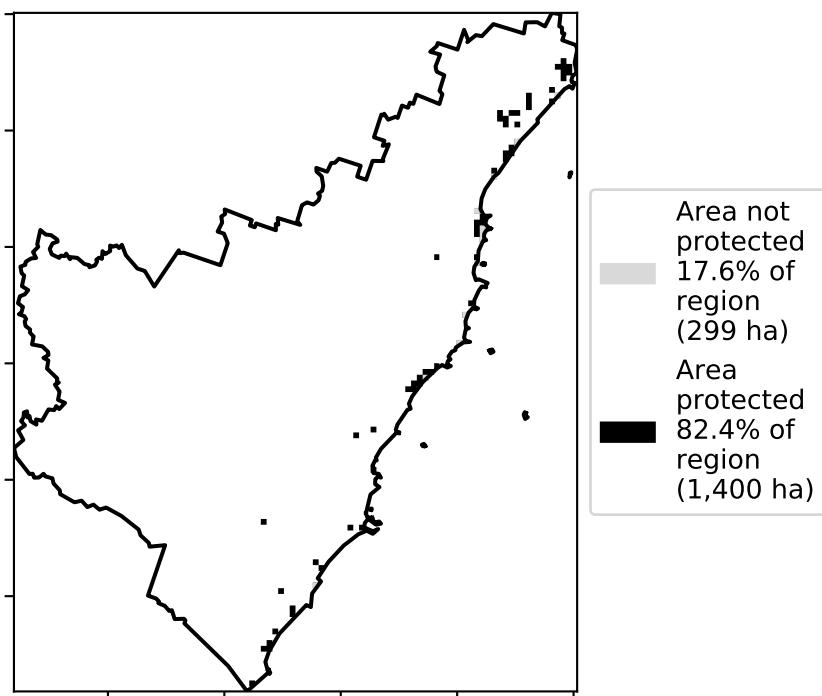 Area not
protected
17.6% of
region
(299 ha)
Area
protected
82.4% of
region
(1,400 ha)